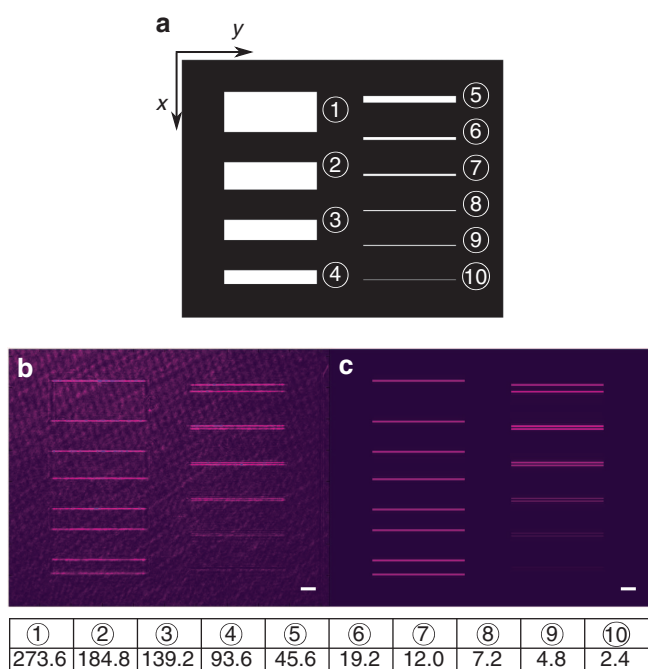 a
y
x
①
⑤
⑥
②
⑦
⑧
③
⑨
④
⑩
b
c
① ② ③ ④ ⑤ ⑥ ⑦ ⑧ ⑨ ⑩
273.6 184.8 139.2 93.6 45.6 19.2 12.0 7.2 4.8 2.4